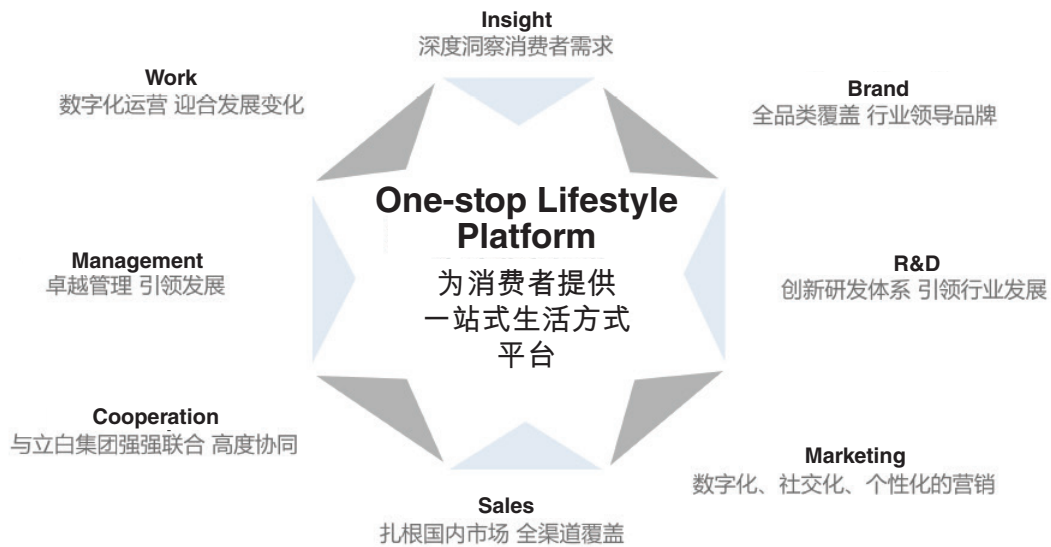 Insight
深度洞察消费者需求
Work
数字化运营 迎合发展变化
Brand
全品类覆盖 行业领导品牌
One-stop Lifestyle
Platform
为消费者提供
一站式生活方式
平台
Management
卓越管理 引领发展
R&D
创新研发体系 引领行业发展
Cooperation
与立白集团强强联合 高度协同
Marketing
数字化、社交化、个性化的营销
Sales
扎根国内市场 全渠道覆盖